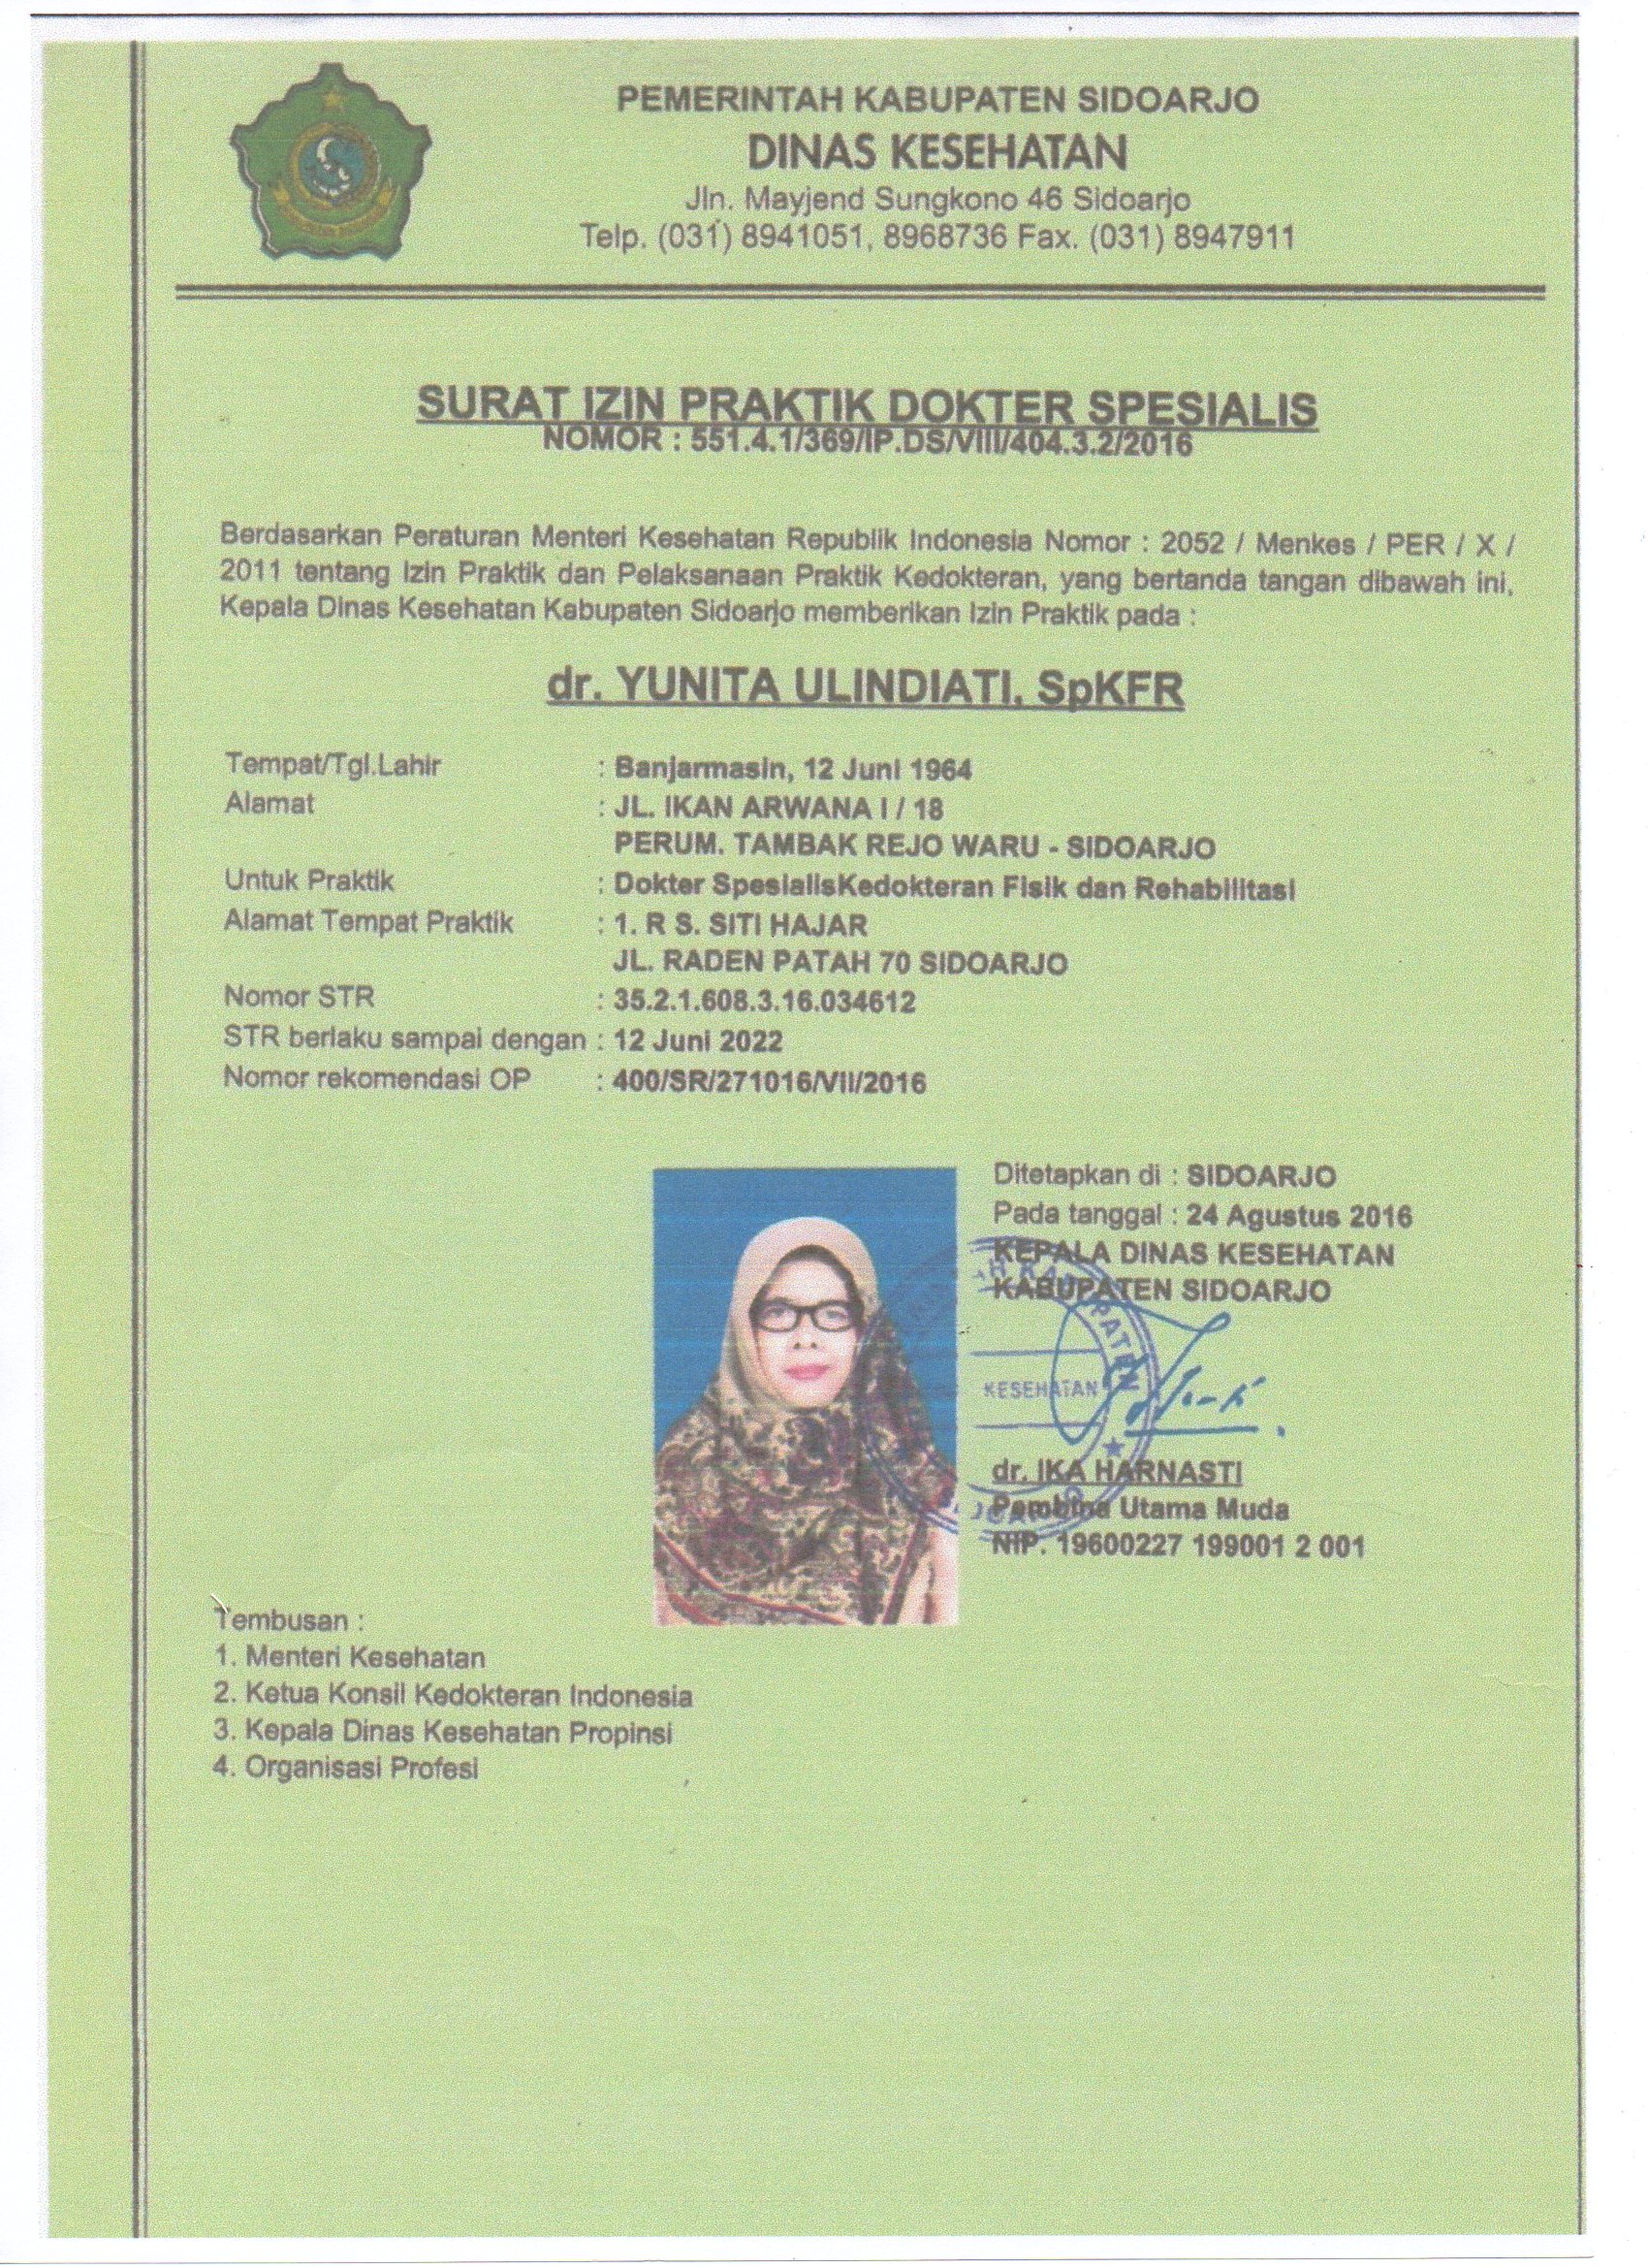 PEMERINTAH KABUPATEN SIDOARJO
DINAS KESEHATAN
Jln. Mayjend Sungkono 46 Sidoarjo
Telp. (031) 8941051, 8968736 Fax. (031) 8947911
SURAT IZIN PRAKTIK DOKTER SPESIALIS
NOMOR : 551.4.1/369/IP.DS/VIII/404.3.2/2016
Berdasarkan Peraturan Menteri Kesehatan Republik Indonesia Nomor : 2052 / Menkes / PER / X /
2011 tentang Izin Praktik dan Pelaksanaan Praktik Kedokteran, yang bertanda tangan dibawah ini,
Kepala Dinas Kesehatan Kabupaten Sidoarjo memberikan Izin Praktik pada :
dr. YUNITA ULINDIATI, SpKFR
Tempat/Tgl.Lahir : Banjarmasin, 12 Juni 1964
Alamat : JL. IKAN ARWANA I / 18
PERUM. TAMBAK REJO WARU - SIDOARJO
Untuk Praktik : Dokter SpesialisKedokteran Fisik dan Rehabilitasi
Alamat Tempat Praktik : 1. R S. SITI HAJAR
JL. RADEN PATAH 70 SIDOARJO
Nomor STR : 35.2.1.608.3.16.034612
STR berlaku sampai dengan : 12 Juni 2022
Nomor rekomendasi OP : 400/SR/271016/VII/2016
Ditetapkan di : SIDOARJO
Pada tanggal : 24 Agustus 2016
KEPALA DINAS KESEHATAN
KABUPATEN SIDOARJO
KESEHATAN
dr. IKA HARNASTI
Pembina Utama Muda
NIP. 19600227 199001 2 001
Tembusan :
1. Menteri Kesehatan
2. Ketua Konsil Kedokteran Indonesia
3. Kepala Dinas Kesehatan Propinsi
4. Organisasi Profesi